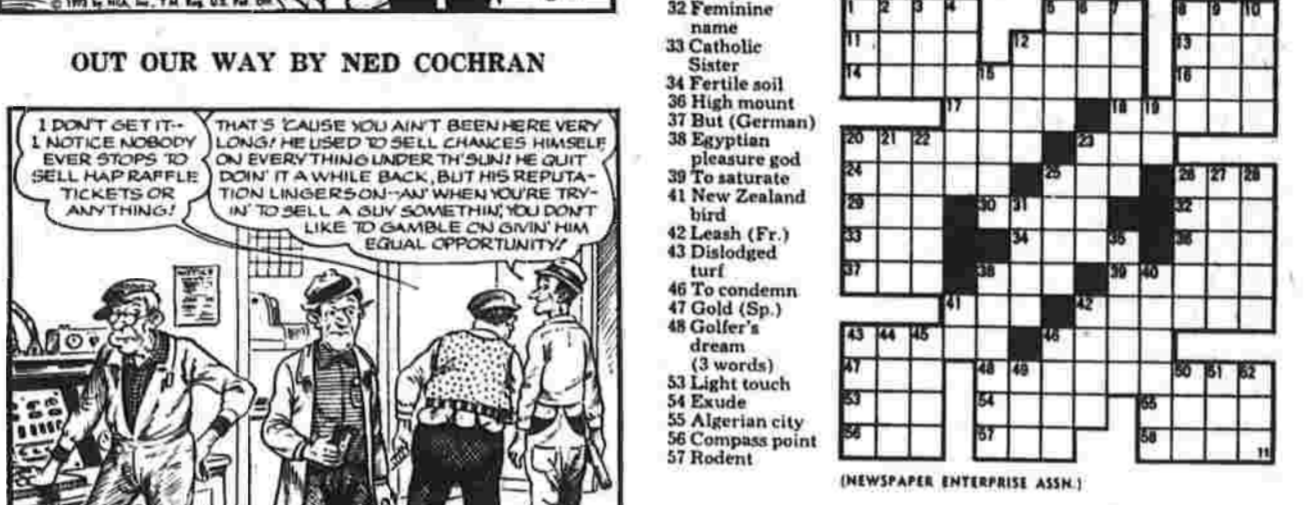 © 1973 by NEA, Inc., T.M. Reg. U.S. Pat. Off.
OUT OUR WAY BY NED COCHRAN
I DON'T GET IT--
I NOTICE NOBODY
EVER STOPS TO
SELL HAP RAFFLE
TICKETS OR
ANYTHING!
THAT'S 'CAUSE YOU AIN'T BEEN HERE VERY
LONG! HE USED TO SELL CHANCES HIMSELF
ON EVERYTHING UNDER TH'SUN! HE QUIT
DOIN' IT A WHILE BACK, BUT HIS REPUTA-
TION LINGERS ON--AN' WHEN YOU'RE TRY-
IN' TO SELL A GUY SOMETHIN', YOU DON'T
LIKE TO GAMBLE ON GIVIN' HIM
EQUAL OPPORTUNITY!
NOTICE
32 Feminine
name
33 Catholic
Sister
34 Fertile soil
36 High mount
37 But (German)
38 Egyptian
pleasure god
39 To saturate
41 New Zealand
bird
42 Leash (Fr.)
43 Dislodged
turf
46 To condemn
47 Gold (Sp.)
48 Golfer's
dream
(3 words)
53 Light touch
54 Exude
55 Algerian city
56 Compass point
57 Rodent
1 2 3 4 5 6 7 8 9 10
11 12 13
14 15 16
17 18 19
20 21 22 23
24 25 26 27 28
29 30 31 32
33 34 35 36
37 38 39 40
41 42
43 44 45 46
47 48 49 50 51 52
53 54 55
56 57 58
11
(NEWSPAPER ENTERPRISE ASSN.)